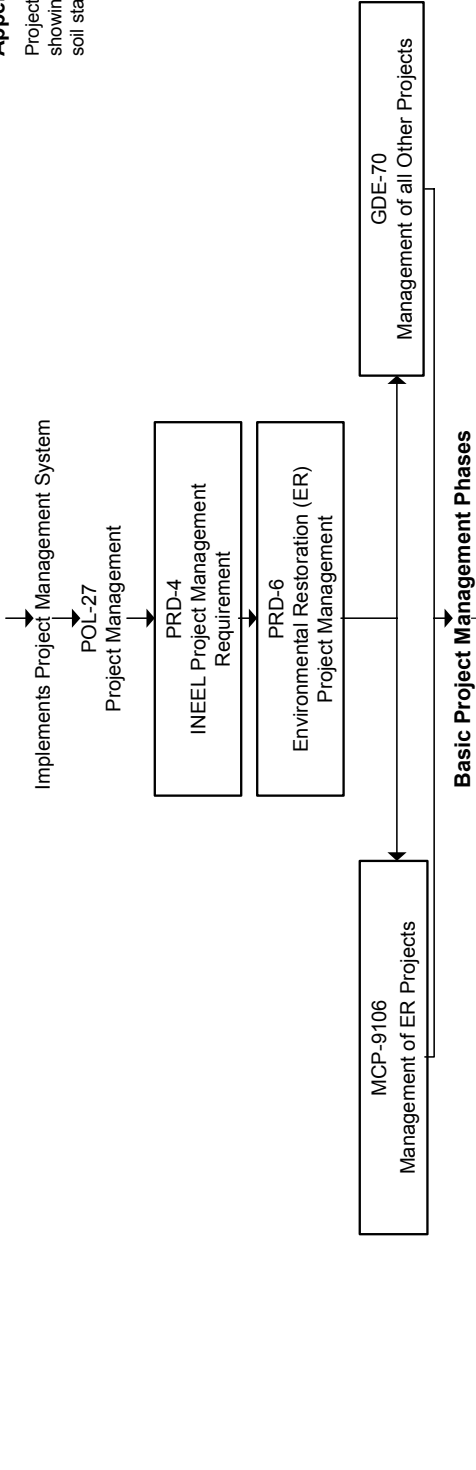 Project
showin
soil sta
Implements Project Management System
POL-27
Project Management
PRD-4
INEEL Project Management
Requirement
PRD-6
Environmental Restoration (ER)
Project Management
MCP-9106
Management of ER Projects
GDE-70
Management of all Other Projects
Basic Project Management Phases